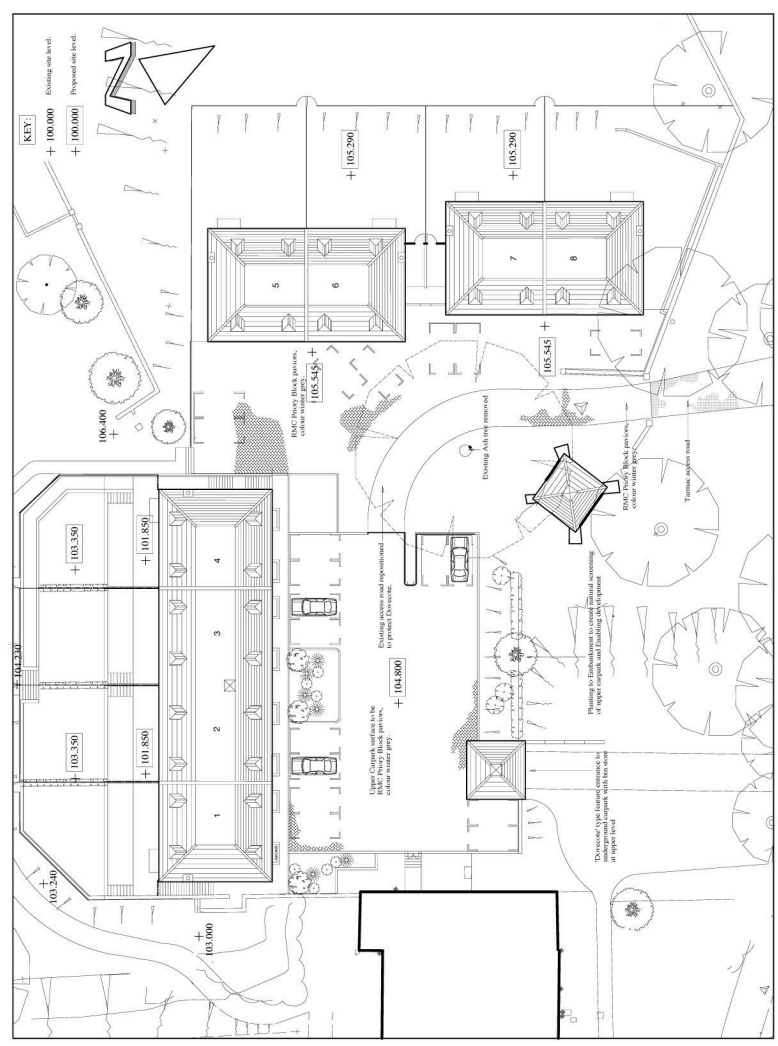 KEY:
100.000 Existing site level.
100.000 Proposed site level.
104.230
103.240
103.350
103.350
106.400
101.850
101.850
103.000
1
2
3
4
5
6
7
8
RMC Priory Block paviors,
colour winter grey.
105.545
105.290
105.290
105.545
Upper Carpark surface to be
RMC Priory Block paviors,
colour winter grey.
Existing access road repositioned
to protect Dovecote.
104.800
Existing Ash tree removed
'Dovecote' type feature entrance to
underground carpark with bin store
at upper level
Planting to Embankment to create natural screening
of upper carpark and Enabling development
RMC Priory Block paviors,
colour winter grey.
Tarmac access road